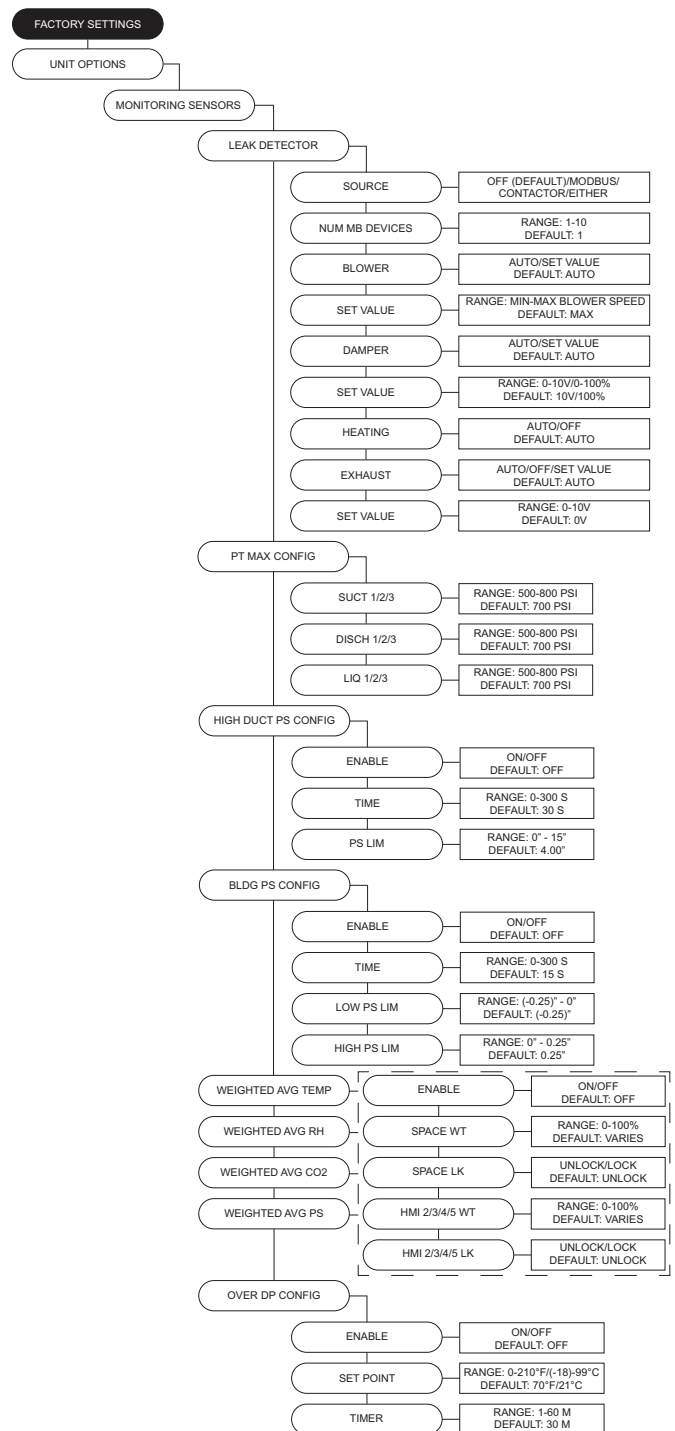 FACTORY SETTINGS
UNIT OPTIONS
MONITORING SENSORS
LEAK DETECTOR
SOURCE
OFF (DEFAULT)/MODBUS/
CONTACTOR/EITHER
NUM MB DEVICES
RANGE: 1-10
DEFAULT: 1
BLOWER
AUTO/SET VALUE
DEFAULT: AUTO
SET VALUE
RANGE: MIN-MAX BLOWER SPEED
DEFAULT: MAX
DAMPER
AUTO/SET VALUE
DEFAULT: AUTO
SET VALUE
RANGE: 0-10V/0-100%
DEFAULT: 10V/100%
HEATING
AUTO/OFF
DEFAULT: AUTO
EXHAUST
AUTO/OFF/SET VALUE
DEFAULT: AUTO
SET VALUE
RANGE: 0-10V
DEFAULT: 0V
PT MAX CONFIG
SUCT 1/2/3
RANGE: 500-800 PSI
DEFAULT: 700 PSI
DISCH 1/2/3
RANGE: 500-800 PSI
DEFAULT: 700 PSI
LIQ 1/2/3
RANGE: 500-800 PSI
DEFAULT: 700 PSI
HIGH DUCT PS CONFIG
ENABLE
ON/OFF
DEFAULT: OFF
TIME
RANGE: 0-300 S
DEFAULT: 30 S
PS LIM
RANGE: 0” - 15”
DEFAULT: 4.00”
BLDG PS CONFIG
ENABLE
ON/OFF
DEFAULT: OFF
TIME
RANGE: 0-300 S
DEFAULT: 15 S
LOW PS LIM
RANGE: (-0.25)” - 0”
DEFAULT: (-0.25)”
HIGH PS LIM
RANGE: 0” - 0.25”
DEFAULT: 0.25”
WEIGHTED AVG TEMP
ENABLE
ON/OFF
DEFAULT: OFF
WEIGHTED AVG RH
SPACE WT
RANGE: 0-100%
DEFAULT: VARIES
WEIGHTED AVG CO2
SPACE LK
UNLOCK/LOCK
DEFAULT: UNLOCK
WEIGHTED AVG PS
HMI 2/3/4/5 WT
RANGE: 0-100%
DEFAULT: VARIES
HMI 2/3/4/5 LK
UNLOCK/LOCK
DEFAULT: UNLOCK
OVER DP CONFIG
ENABLE
ON/OFF
DEFAULT: OFF
SET POINT
RANGE: 0-210°F/(-18)-99°C
DEFAULT: 70°F/21°C
TIMER
RANGE: 1-60 M
DEFAULT: 30 M